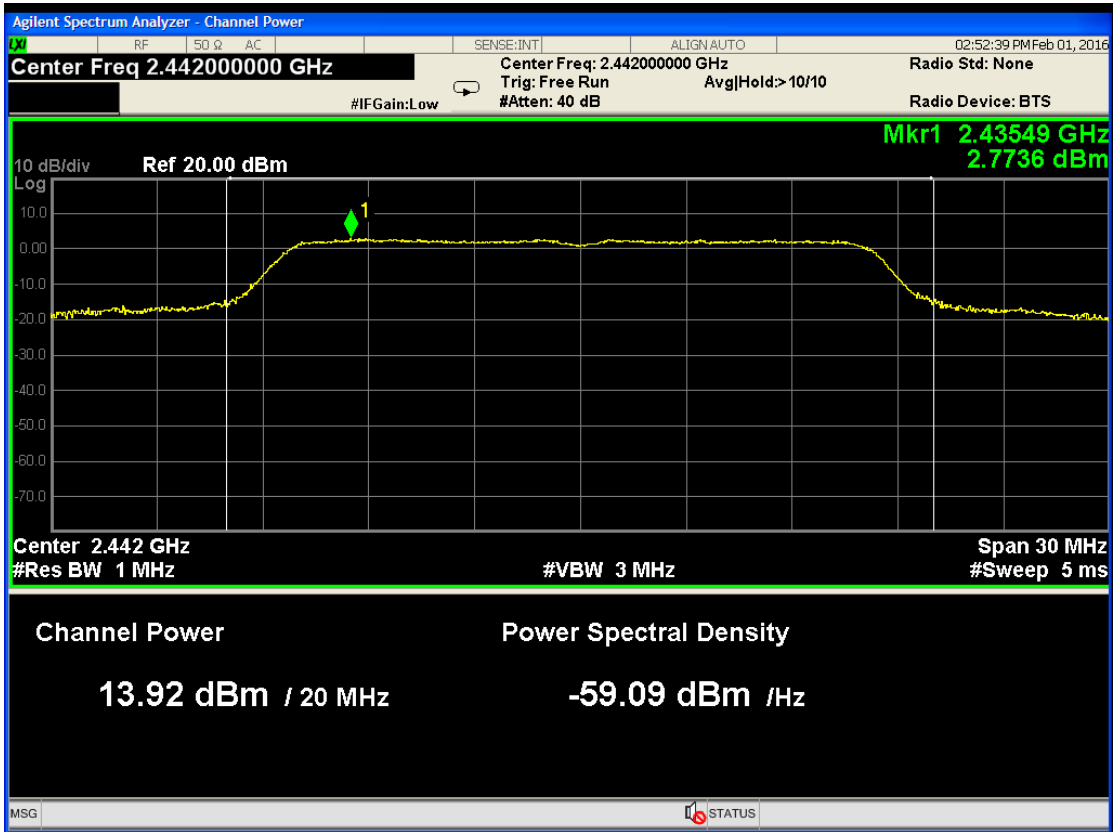 Agilent Spectrum Analyzer - Channel Power
LXI RF 50 Ω AC SENSE:INT ALIGNAUTO 02:52:39 PMFeb 01, 2016
Center Freq 2.442000000 GHz
Center Freq: 2.442000000 GHz
Radio Std: None
Trig: Free Run Avg|Hold:>10/10
#IFGain:Low #Atten: 40 dB
Radio Device: BTS
Mkr1 2.43549 GHz
2.7736 dBm
10 dB/div Ref 20.00 dBm
Log
10.0
1
0.00
-10.0
-20.0
-30.0
-40.0
-50.0
-60.0
-70.0
Center 2.442 GHz Span 30 MHz
#Res BW 1 MHz #VBW 3 MHz #Sweep 5 ms
Channel Power Power Spectral Density
13.92 dBm / 20 MHz -59.09 dBm /Hz
MSG STATUS